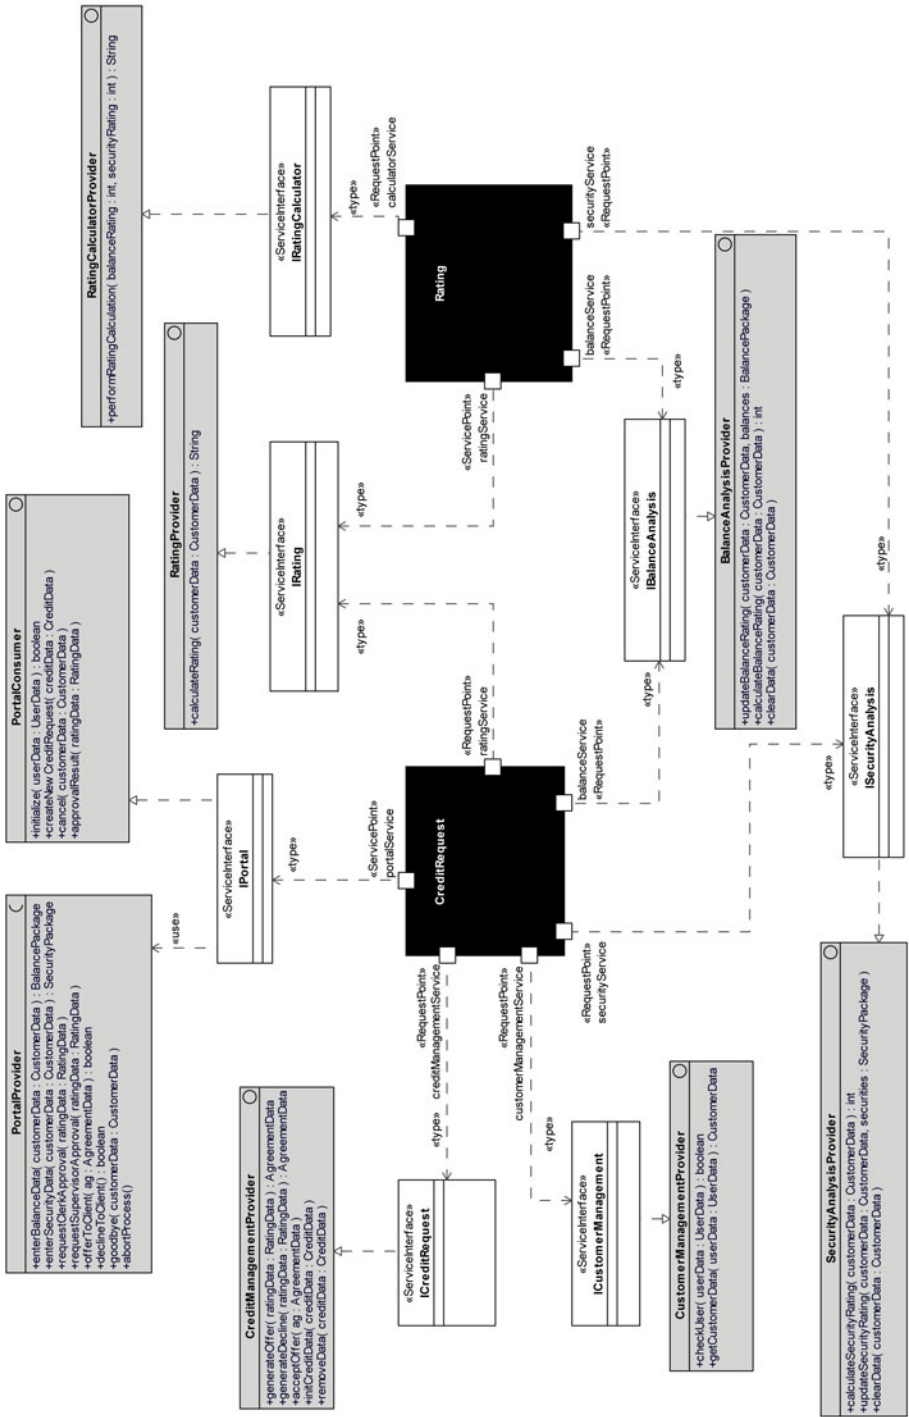 PortalProvider
+enterBalanceData( customerData : CustomerData ) : BalancePackage
+enterSecurityData( customerData : CustomerData ) : SecurityPackage
+requestClerkApproval( ratingData : RatingData )
+requestSupervisorApproval( ratingData : RatingData )
+offerToClient( ag : AgreementData ) : boolean
+declineToClient() : boolean
+goodbye( customerData : CustomerData )
+abortProcess()
PortalConsumer
+initialize( userData : UserData ) : boolean
+createNewCreditRequest( creditData : CreditData )
+cancel( customerData : CustomerData )
+approvalResult( ratingData : RatingData )
RatingCalculatorProvider
+performRatingCalculation( balanceRating : int, securityRating : int ) : String
RatingProvider
+calculateRating( customerData : CustomerData ) : String
«use»
«ServiceInterface»
IPortal
«type»
«ServicePoint»
portalService
CreditManagementProvider
+generateOffer( ratingData : RatingData ) : AgreementData
+generateDecline( ratingData : RatingData ) : AgreementData
+acceptOffer( ag : AgreementData )
+initCreditData( creditData : CreditData )
+removeData( creditData : CreditData )
«ServiceInterface»
IRating
«type»
«type»
«ServiceInterface»
IRatingCalculator
«type»
«RequestPoint»
calculatorService
«ServiceInterface»
ICreditRequest
«type»
«RequestPoint»
creditManagementService
CreditRequest
«RequestPoint»
ratingService
«ServicePoint»
ratingService
Rating
«RequestPoint»
customerManagementService
«type»
«ServiceInterface»
ICustomerManagement
«RequestPoint»
securityService
balanceService
«RequestPoint»
balanceService
«RequestPoint»
securityService
«RequestPoint»
«type»
«ServiceInterface»
IBalanceAnalysis
«type»
CustomerManagementProvider
+checkUser( userData : UserData ) : boolean
+getCustomerData( userData : UserData ) : CustomerData
BalanceAnalysisProvider
+updateBalanceRating( customerData : CustomerData, balances : BalancePackage )
+calculateBalanceRating( customerData : CustomerData ) : int
+clearData( customerData : CustomerData )
«type»
«type»
«ServiceInterface»
ISecurityAnalysis
SecurityAnalysisProvider
+calculateSecurityRating( customerData : CustomerData ) : int
+updateSecurityRating( customerData : CustomerData, securities : SecurityPackage )
+clearData( customerData : CustomerData )